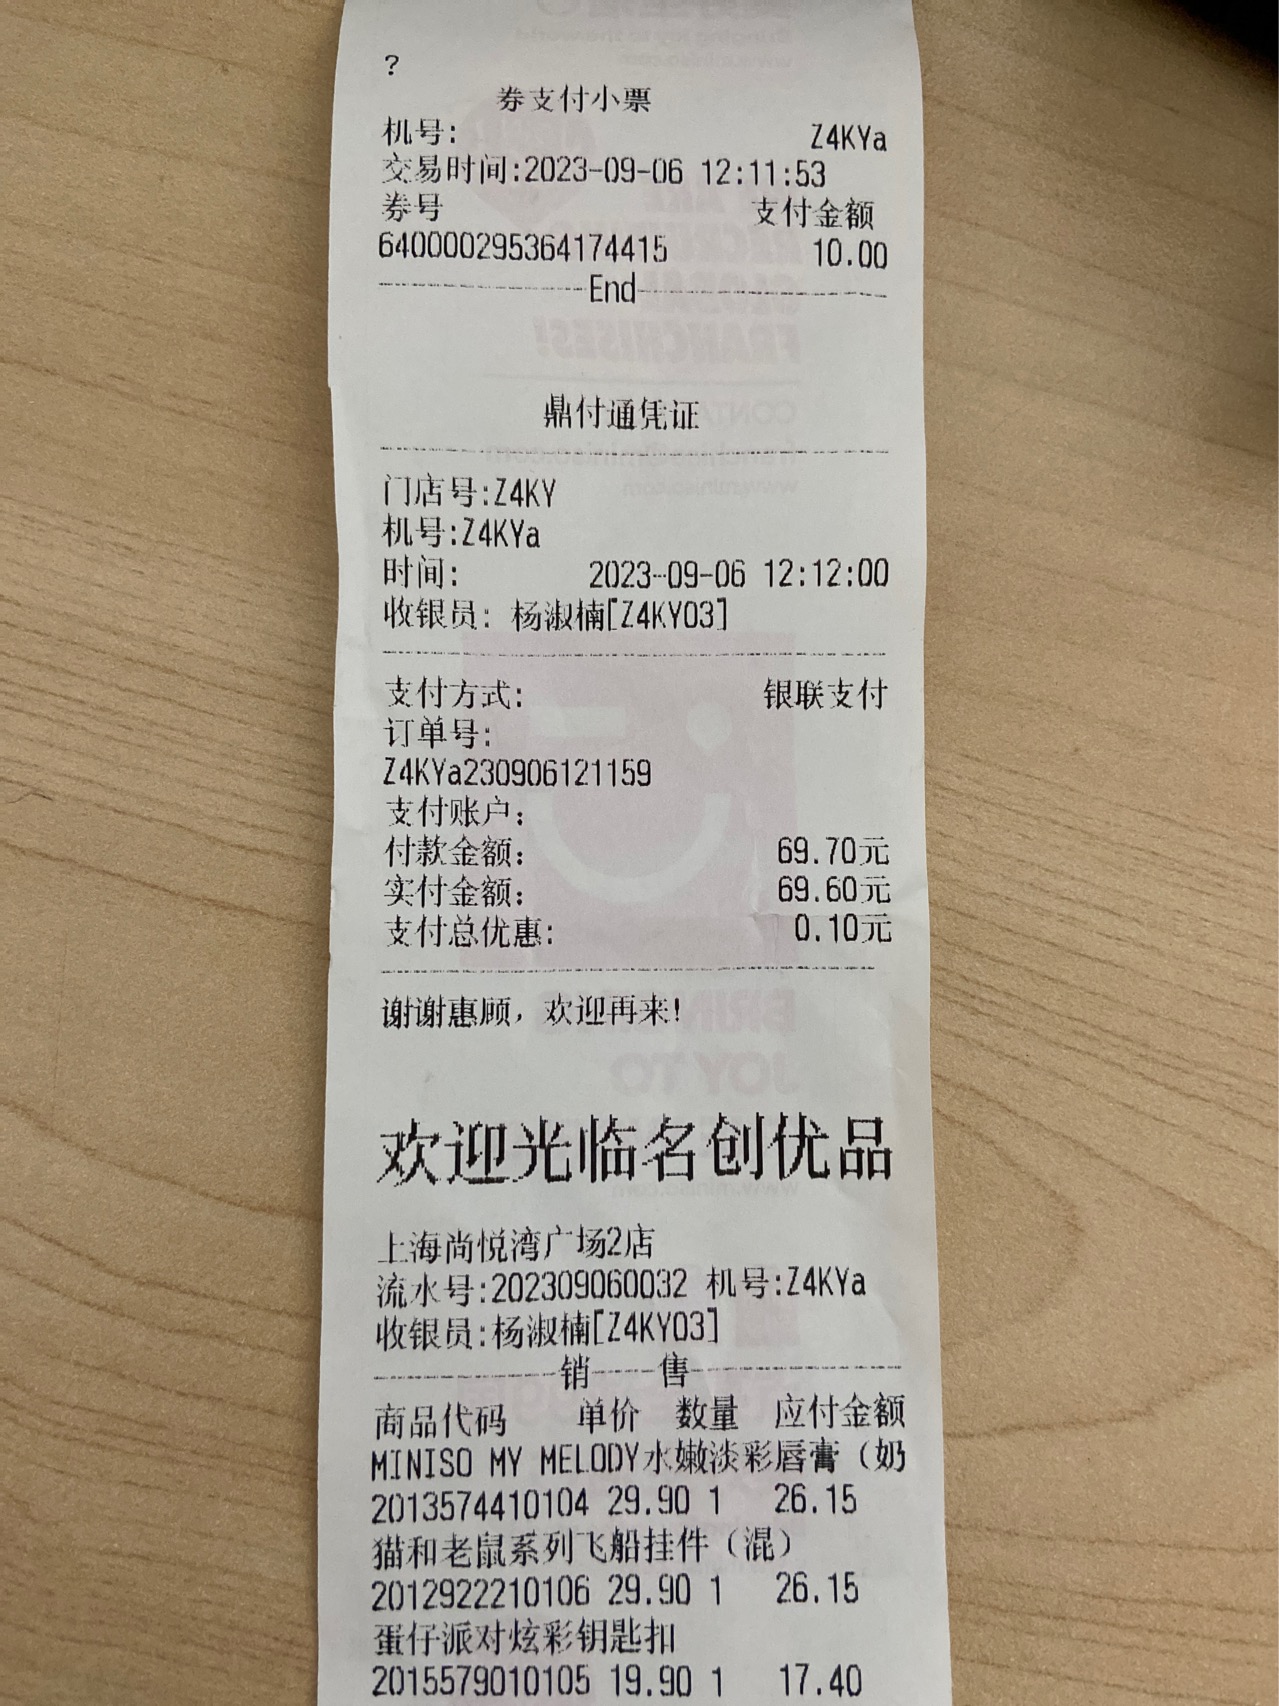 ?
券支付小票
机号: Z4KYa
交易时间:2023-09-06 12:11:53
券号 支付金额
640000295364174415 10.00
End
鼎付通凭证
门店号:Z4KY
机号:Z4KYa
时间: 2023-09-06 12:12:00
收银员: 杨淑楠[Z4KY03]
支付方式: 银联支付
订单号:
Z4KYa230906121159
支付账户:
付款金额: 69.70元
实付金额: 69.60元
支付总优惠: 0.10元
谢谢惠顾，欢迎再来!
欢迎光临名创优品
上海尚悦湾广场2店
流水号:202309060032 机号:Z4KYa
收银员:杨淑楠[Z4KY03]
销 售
商品代码 单价 数量 应付金额
MINISO MY MELODY水嫩淡彩唇膏（奶
2013574410104 29.90 1 26.15
猫和老鼠系列飞船挂件（混）
2012922210106 29.90 1 26.15
蛋仔派对炫彩钥匙扣
2015579010105 19.90 1 17.40